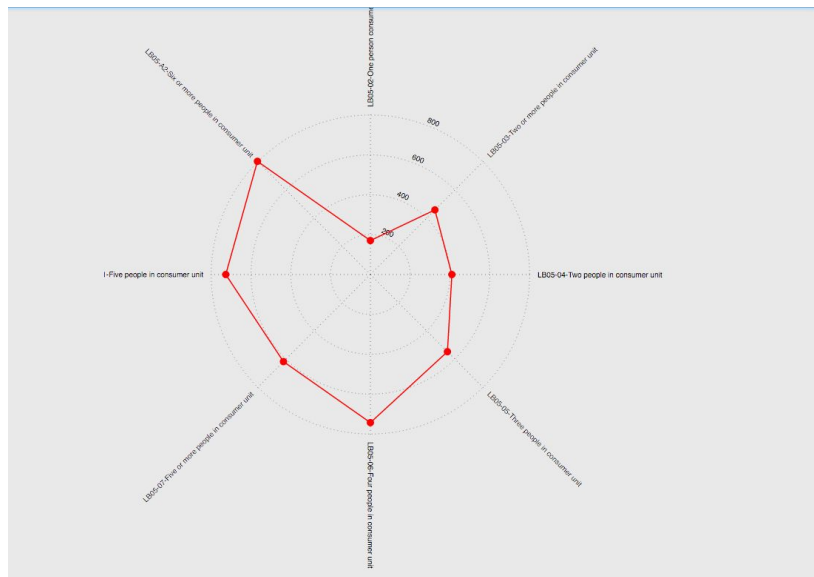 LB05-02-One person consum
LB05-03-Two or more people in consumer unit
LB05-A2-Six or more people in consumer unit
800
600
400
200
I-Five people in consumer unit
LB05-04-Two people in consumer unit
LB05-07-Five or more people in consumer unit
LB05-05-Three people in consumer unit
LB05-06-Four people in consumer unit